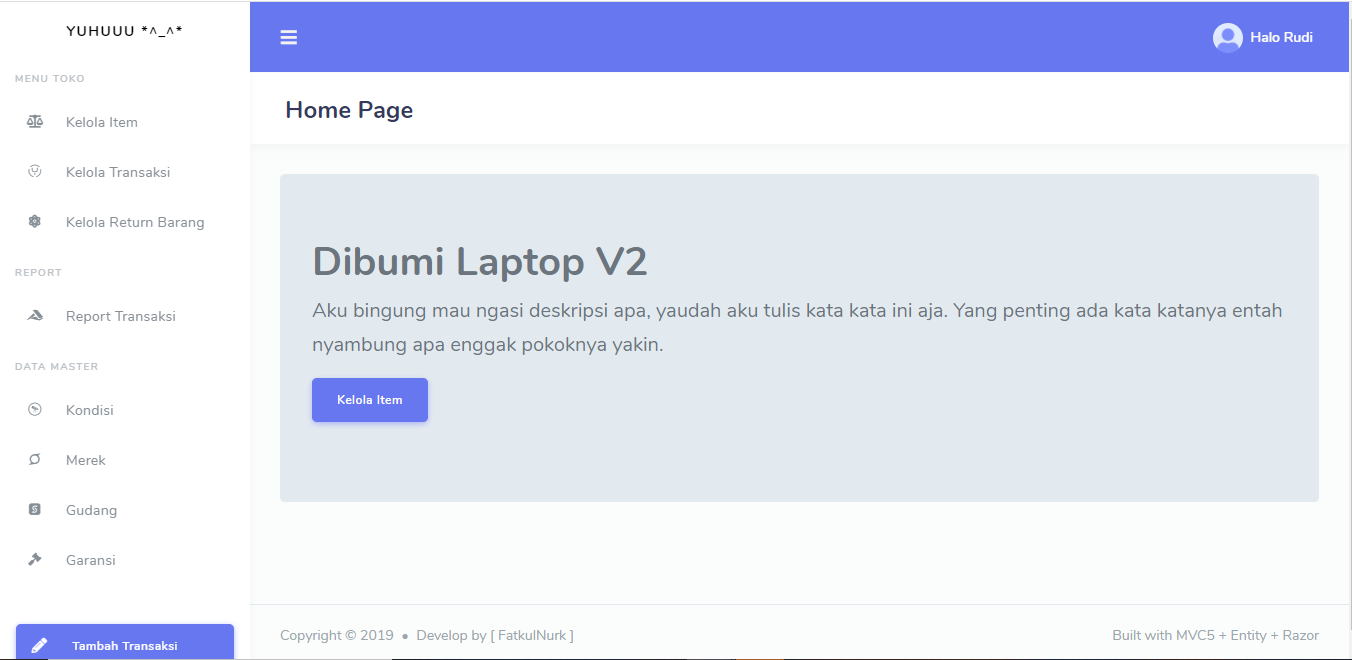 YUHUUU *^_^*
MENU TOKO
Kelola Item
Kelola Transaksi
Kelola Return Barang
REPORT
Report Transaksi
DATA MASTER
Kondisi
Merek
Gudang
Garansi
Tambah Transaksi
Halo Rudi
Home Page
Dibumi Laptop V2
Aku bingung mau ngasi deskripsi apa, yaudah aku tulis kata kata ini aja. Yang penting ada kata katanya entah
nyambung apa enggak pokoknya yakin.
Kelola Item
Copyright © 2019 • Develop by [ FatkulNurk ]
Built with MVC5 + Entity + Razor